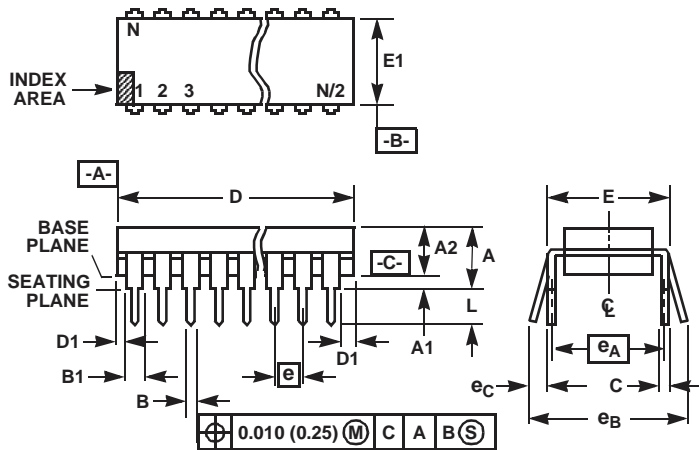 N
E1
INDEX
AREA
1 2 3 N/2
-B-
-A-
D
E
BASE
PLANE
A2
A
-C-
SEATING
PLANE
L
C
L
D1
A1
D1
eA
B1
e
eC
C
B
eB
0.010 (0.25) M C A B S